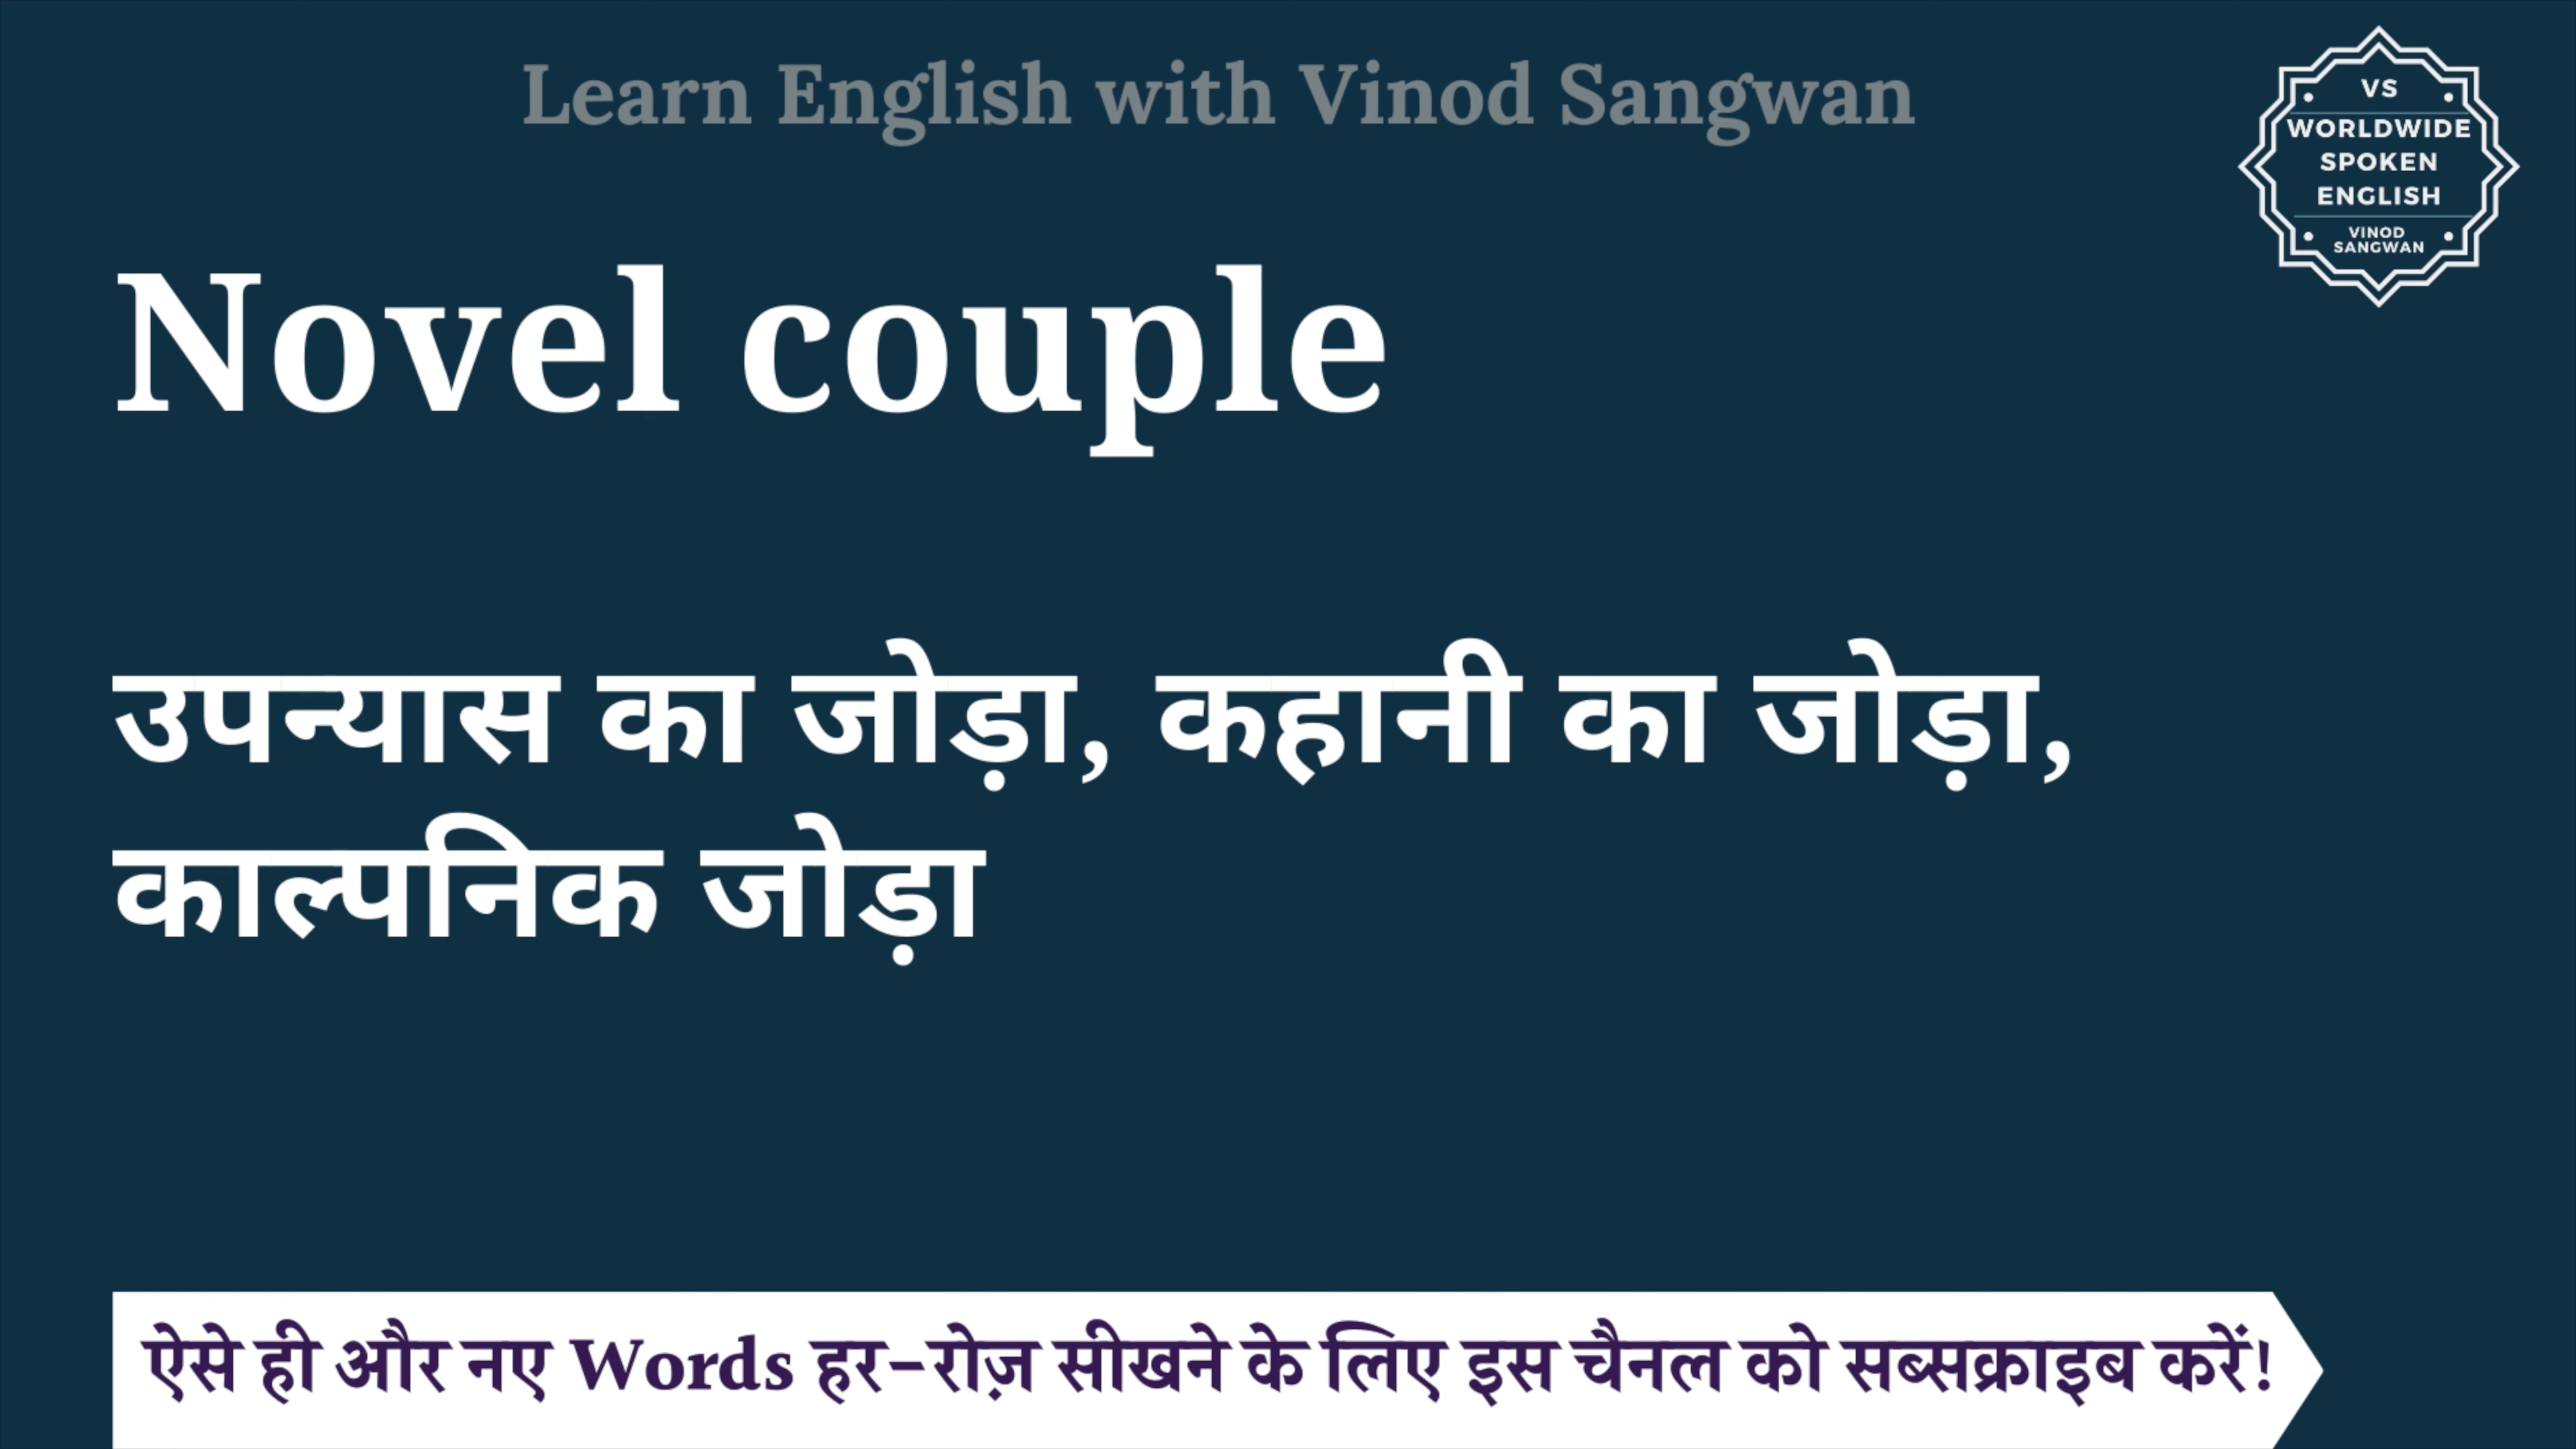 Learn English with Vinod Sangwan
VS
WORLDWIDE
SPOKEN
ENGLISH
VINOD
SANGWAN
Novel couple
उपन्यास का जोड़ा, कहानी का जोड़ा,
काल्पनिक जोड़ा
ऐसे ही और नए Words हर-रोज़ सीखने के लिए इस चैनल को सब्सक्राइब करें!